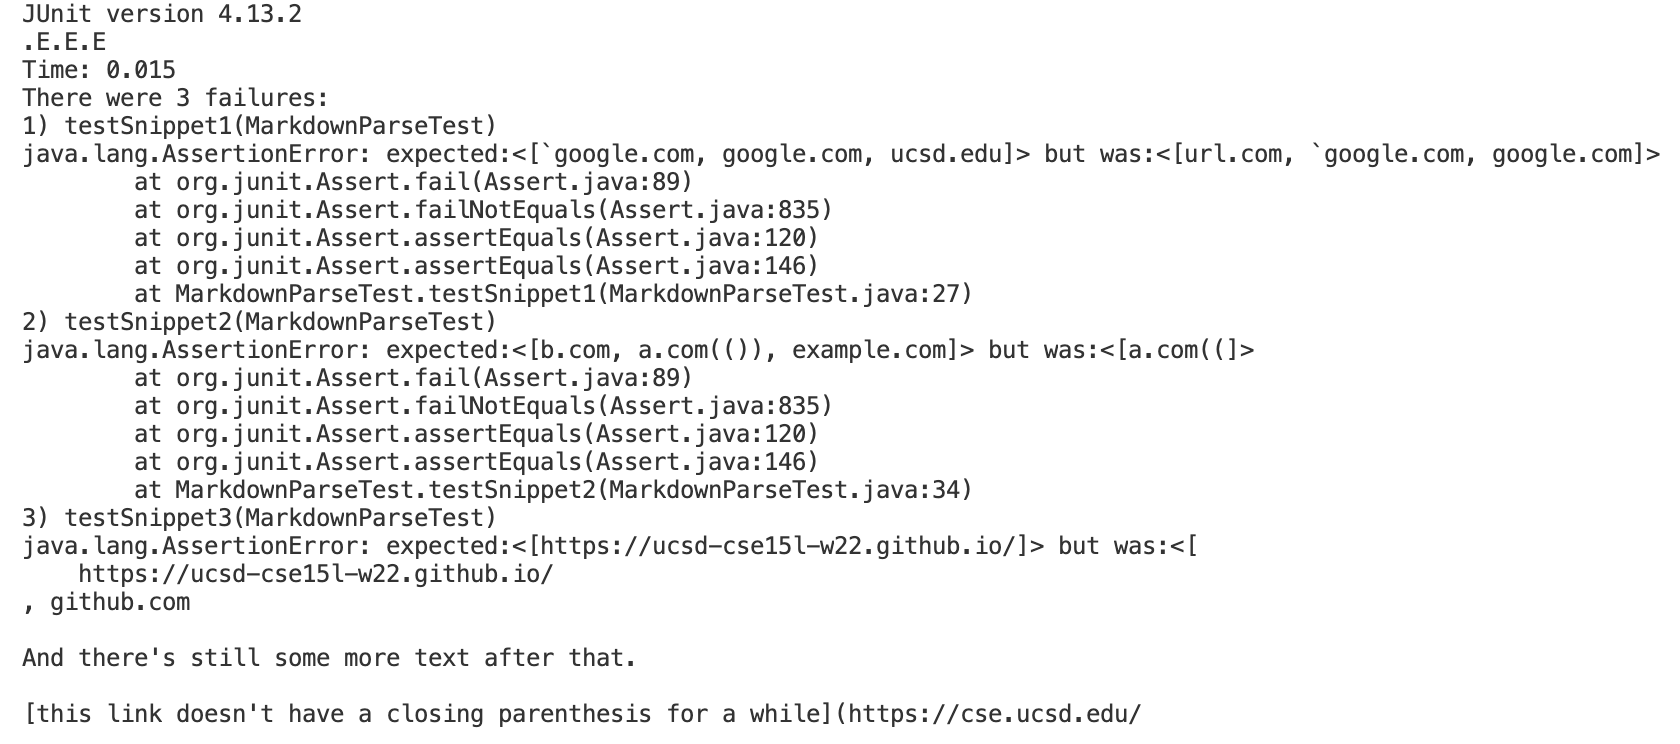 JUnit version 4.13.2
.E.E.E
Time: 0.015
There were 3 failures:
1) testSnippet1(MarkdownParseTest)
java.lang.AssertionError: expected:<[`google.com, google.com, ucsd.edu]> but was:<[url.com, `google.com, google.com]>
        at org.junit.Assert.fail(Assert.java:89)
        at org.junit.Assert.failNotEquals(Assert.java:835)
        at org.junit.Assert.assertEquals(Assert.java:120)
        at org.junit.Assert.assertEquals(Assert.java:146)
        at MarkdownParseTest.testSnippet1(MarkdownParseTest.java:27)
2) testSnippet2(MarkdownParseTest)
java.lang.AssertionError: expected:<[b.com, a.com(()), example.com]> but was:<[a.com((]>
        at org.junit.Assert.fail(Assert.java:89)
        at org.junit.Assert.failNotEquals(Assert.java:835)
        at org.junit.Assert.assertEquals(Assert.java:120)
        at org.junit.Assert.assertEquals(Assert.java:146)
        at MarkdownParseTest.testSnippet2(MarkdownParseTest.java:34)
3) testSnippet3(MarkdownParseTest)
java.lang.AssertionError: expected:<[https://ucsd-cse15l-w22.github.io/]> but was:<[
    https://ucsd-cse15l-w22.github.io/
, github.com

And there's still some more text after that.

[this link doesn't have a closing parenthesis for a while](https://cse.ucsd.edu/